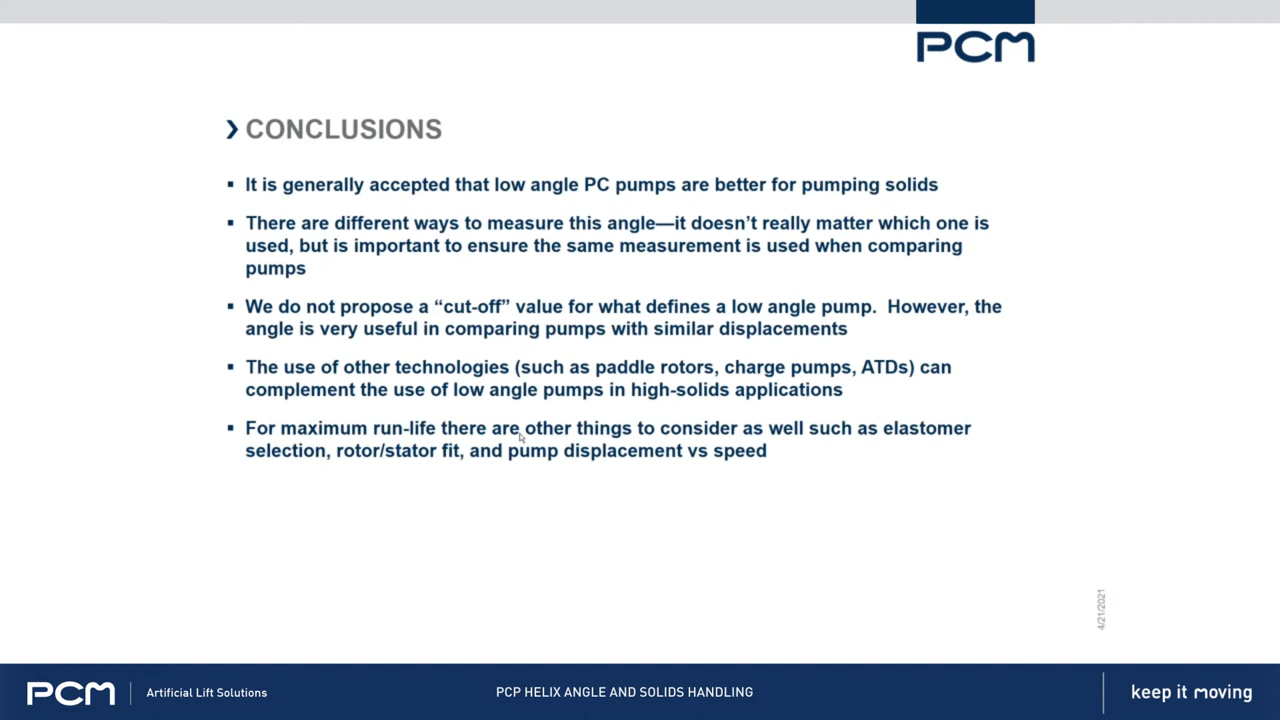 PCM
❯ CONCLUSIONS
▪ It is generally accepted that low angle PC pumps are better for pumping solids
▪ There are different ways to measure this angle—it doesn't really matter which one is
used, but is important to ensure the same measurement is used when comparing
pumps
▪ We do not propose a “cut-off” value for what defines a low angle pump.  However, the
angle is very useful in comparing pumps with similar displacements
▪ The use of other technologies (such as paddle rotors, charge pumps, ATDs) can
complement the use of low angle pumps in high-solids applications
▪ For maximum run-life there are other things to consider as well such as elastomer
selection, rotor/stator fit, and pump displacement vs speed
4/21/2021
PCM Artificial Lift Solutions
PCP HELIX ANGLE AND SOLIDS HANDLING
keep it moving